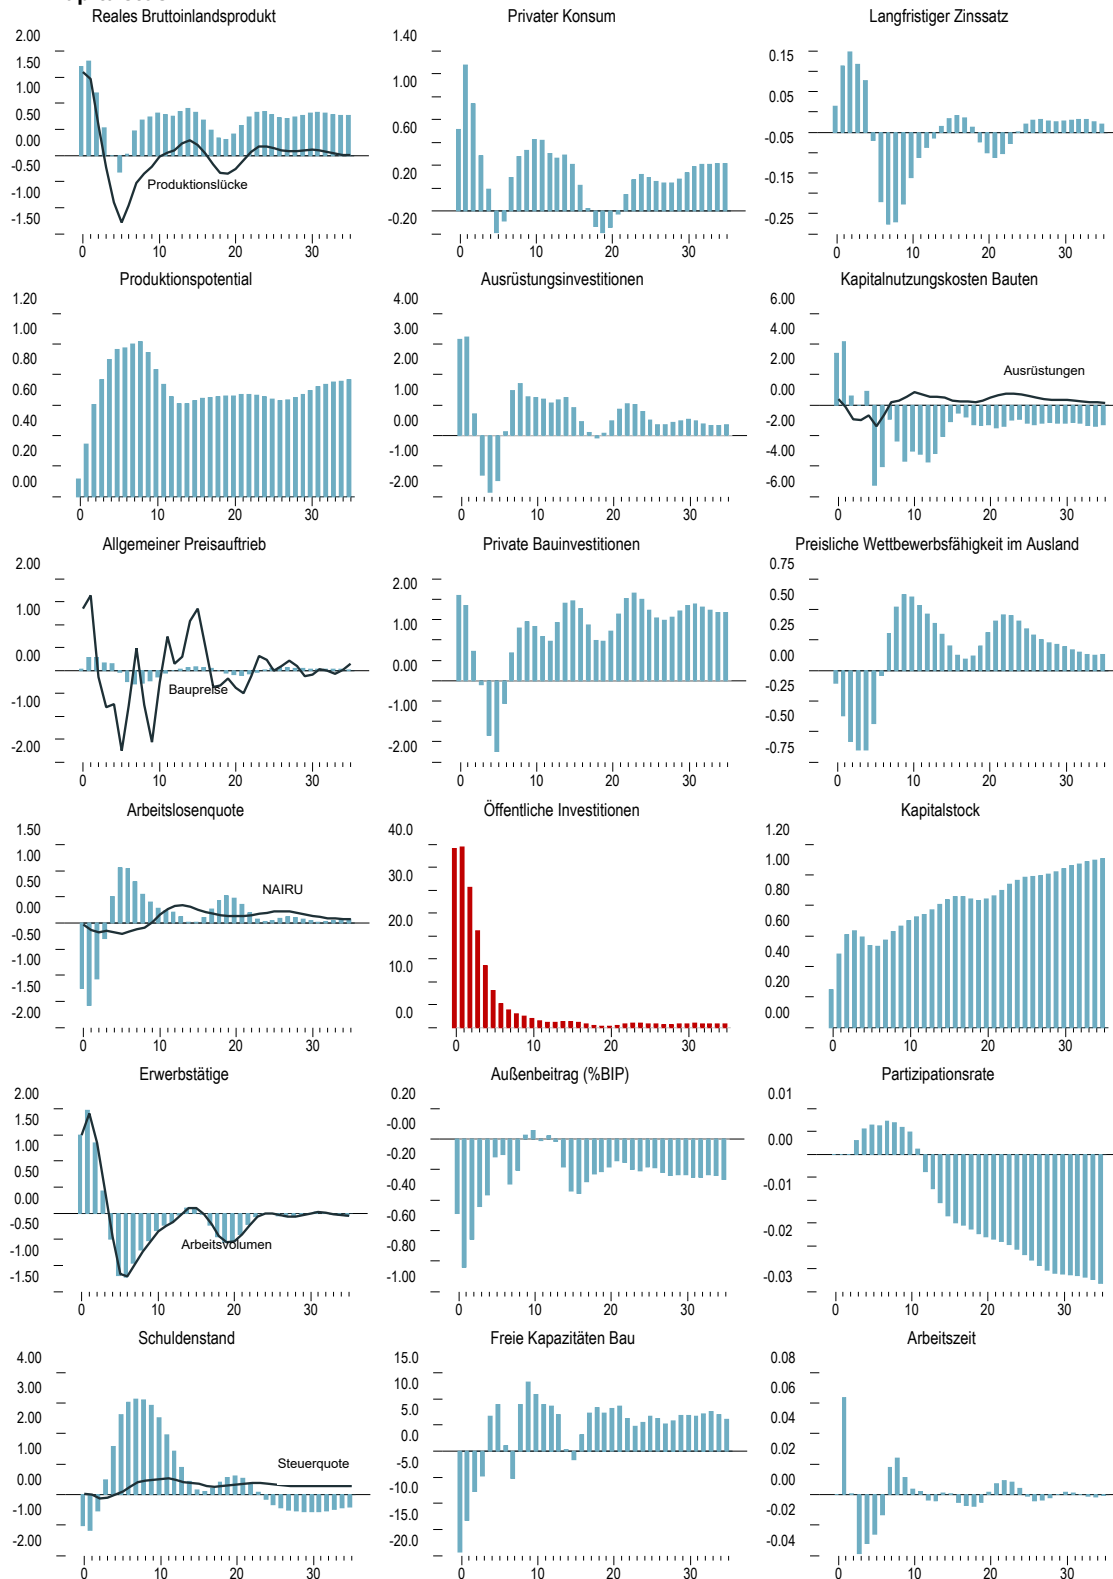 Reales Bruttoinlandsprodukt
2.00
1.50
1.00
0.50
0.00
-0.50
-1.00
-1.50
Produktionslücke
0 10 20 30
Privater Konsum
1.40
1.00
0.60
0.20
-0.20
0 10 20 30
Langfristiger Zinssatz
0.15
0.05
-0.05
-0.15
-0.25
0 10 20 30
Produktionspotential
1.20
1.00
0.80
0.60
0.40
0.20
0.00
0 10 20 30
Ausrüstungsinvestitionen
4.00
3.00
2.00
1.00
0.00
-1.00
-2.00
0 10 20 30
Kapitalnutzungskosten Bauten
6.00
4.00
2.00
0.00
-2.00
-4.00
-6.00
Ausrüstungen
0 10 20 30
Allgemeiner Preisauftrieb
2.00
1.00
0.00
-1.00
-2.00
Baupreise
0 10 20 30
Private Bauinvestitionen
2.00
1.00
0.00
-1.00
-2.00
0 10 20 30
Preisliche Wettbewerbsfähigkeit im Ausland
0.75
0.50
0.25
0.00
-0.25
-0.50
-0.75
0 10 20 30
Arbeitslosenquote
1.50
1.00
0.50
0.00
-0.50
-1.00
-1.50
-2.00
NAIRU
0 10 20 30
Öffentliche Investitionen
40.0
30.0
20.0
10.0
0.0
0 10 20 30
Kapitalstock
1.20
1.00
0.80
0.60
0.40
0.20
0.00
0 10 20 30
Erwerbstätige
2.00
1.50
1.00
0.50
0.00
-0.50
-1.00
-1.50
Arbeitsvolumen
0 10 20 30
Außenbeitrag (%BIP)
0.20
-0.00
-0.20
-0.40
-0.60
-0.80
-1.00
0 10 20 30
Partizipationsrate
0.01
0.00
-0.01
-0.02
-0.03
0 10 20 30
Schuldenstand
4.00
3.00
2.00
1.00
0.00
-1.00
-2.00
Steuerquote
0 10 20 30
Freie Kapazitäten Bau
15.0
10.0
5.0
0.0
-5.0
-10.0
-15.0
-20.0
0 10 20 30
Arbeitszeit
0.08
0.06
0.04
0.02
0.00
-0.02
-0.04
0 10 20 30